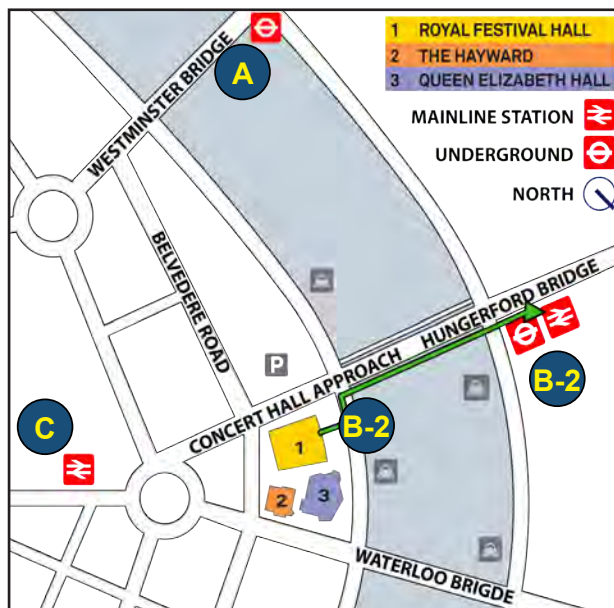 1 ROYAL FESTIVAL HALL
2 THE HAYWARD
3 QUEEN ELIZABETH HALL
MAINLINE STATION
UNDERGROUND
NORTH
A
WESTMINSTER BRIDGE
BELVEDERE ROAD
HUNGERFORD BRIDGE
P
CONCERT HALL APPROACH
B-2
B-2
C
1
2
3
WATERLOO BRIGDE